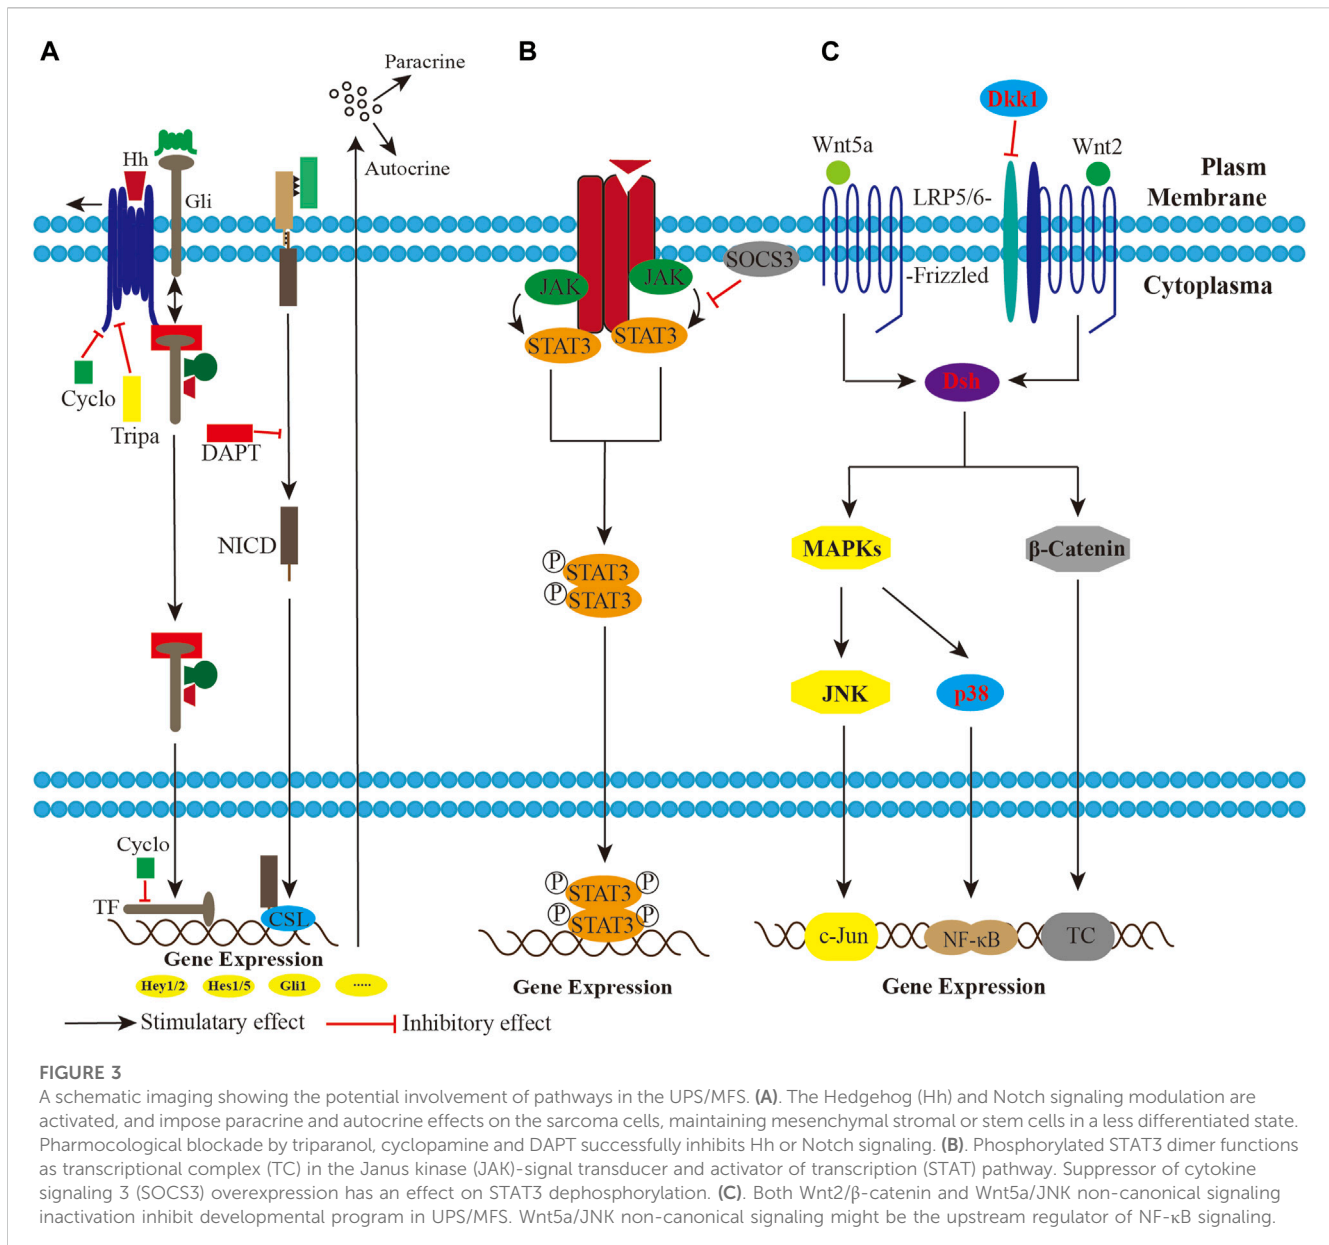 A
Paracrine
Autocrine
Hh
Gli
Cyclo
Tripa
DAPT
NICD
Cyclo
TF
CSL
Gene Expression
Hey1/2
Hes1/5
Gli1
.....
Stimulatary effect
Inhibitory effect
B
JAK
JAK
SOCS3
STAT3
STAT3
P
STAT3
P
STAT3
P
STAT3
P
P
STAT3
P
Gene Expression
C
Dkk1
Wnt5a
Wnt2
Plasm
Membrane
LRP5/6-
-Frizzled
Cytoplasma
Dsh
MAPKs
β-Catenin
JNK
p38
c-Jun
NF-κB
TC
Gene Expression
FIGURE 3
A schematic imaging showing the potential involvement of pathways in the UPS/MFS. (A). The Hedgehog (Hh) and Notch signaling modulation are
activated, and impose paracrine and autocrine effects on the sarcoma cells, maintaining mesenchymal stromal or stem cells in a less differentiated state.
Pharmocological blockade by triparanol, cyclopamine and DAPT successfully inhibits Hh or Notch signaling. (B). Phosphorylated STAT3 dimer functions
as transcriptional complex (TC) in the Janus kinase (JAK)-signal transducer and activator of transcription (STAT) pathway. Suppressor of cytokine
signaling 3 (SOCS3) overexpression has an effect on STAT3 dephosphorylation. (C). Both Wnt2/β-catenin and Wnt5a/JNK non-canonical signaling
inactivation inhibit developmental program in UPS/MFS. Wnt5a/JNK non-canonical signaling might be the upstream regulator of NF-κB signaling.